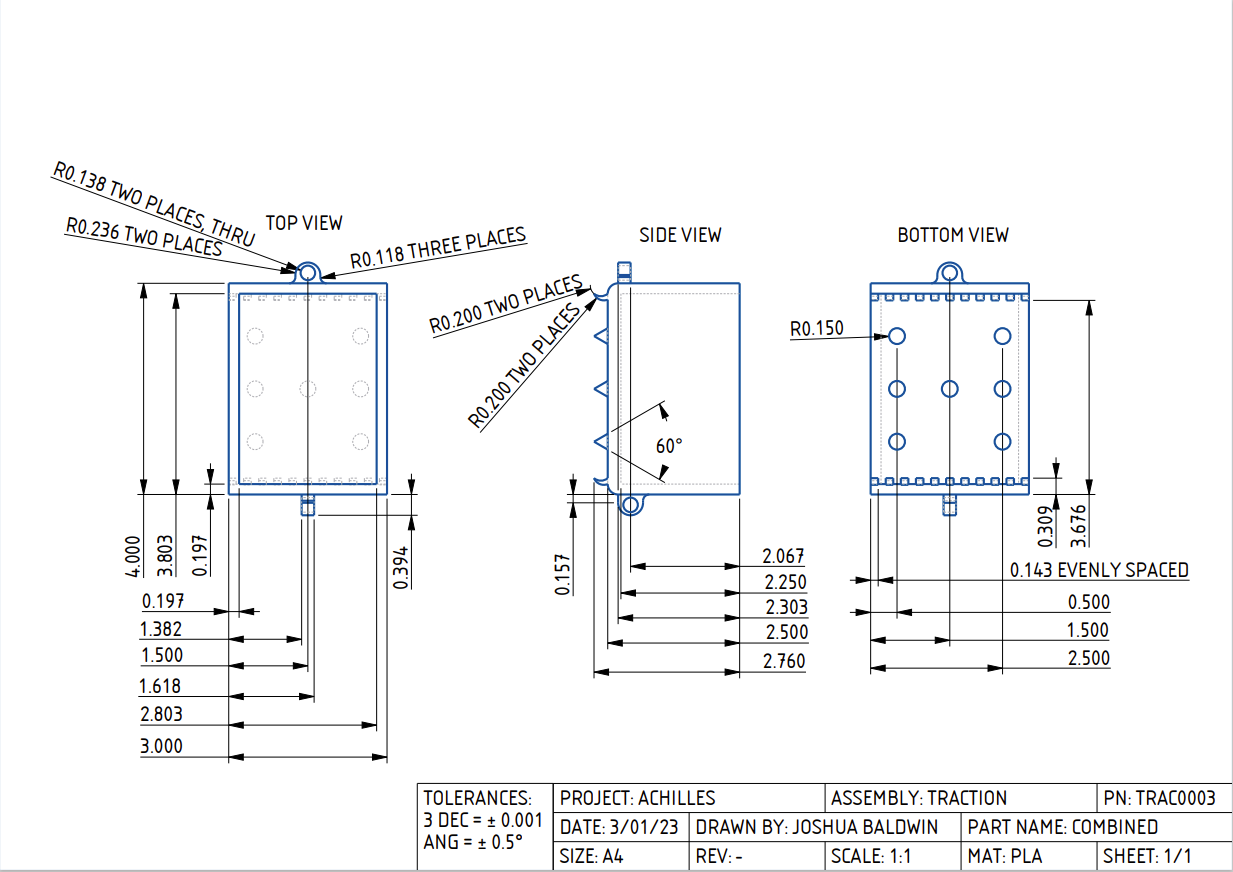 R0.138 TWO PLACES, THRU
R0.236 TWO PLACES
TOP VIEW
R0.118 THREE PLACES
4.000
3.803
0.197
0.394
0.197
1.382
1.500
1.618
2.803
3.000
SIDE VIEW
R0.200 TWO PLACES
R0.200 TWO PLACES
60°
0.157
2.067
2.250
2.303
2.500
2.760
BOTTOM VIEW
R0.150
0.309
3.676
0.143 EVENLY SPACED
0.500
1.500
2.500
TOLERANCES:
3 DEC = ± 0.001
ANG = ± 0.5°
PROJECT: ACHILLES
ASSEMBLY: TRACTION
PN: TRAC0003
DATE: 3/01/23
DRAWN BY: JOSHUA BALDWIN
PART NAME: COMBINED
SIZE: A4
REV: -
SCALE: 1:1
MAT: PLA
SHEET: 1/1